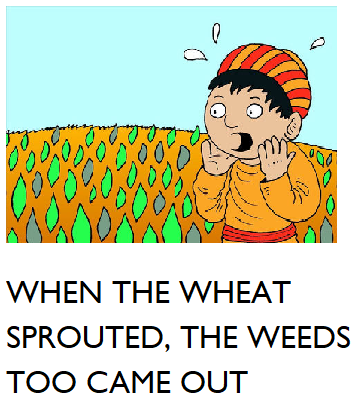 WHEN THE WHEAT
SPROUTED, THE WEEDS
TOO CAME OUT